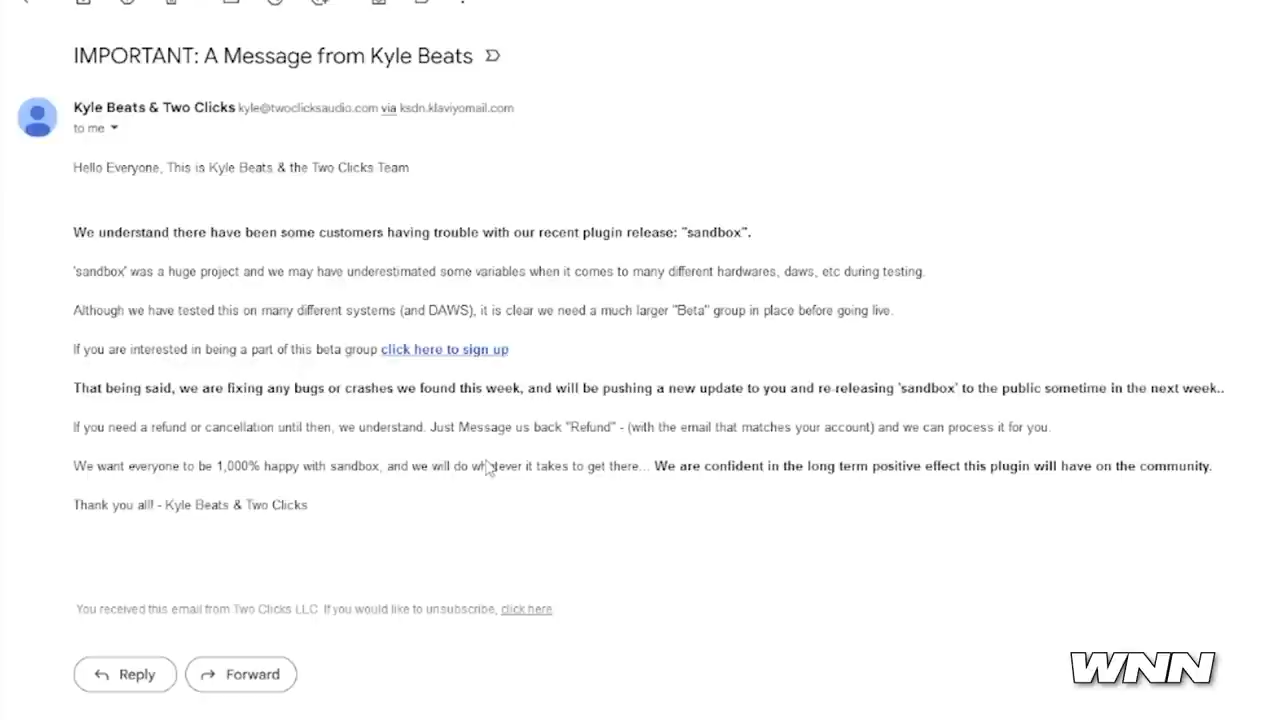 IMPORTANT: A Message from Kyle Beats
Kyle Beats & Two Clicks kyle@twoclicksaudio.com via ksdn.klaviyomail.com
to me
Hello Everyone, This is Kyle Beats & the Two Clicks Team
We understand there have been some customers having trouble with our recent plugin release: "sandbox".
'sandbox' was a huge project and we may have underestimated some variables when it comes to many different hardwares, daws, etc during testing.
Although we have tested this on many different systems (and DAWS), it is clear we need a much larger "Beta" group in place before going live.
If you are interested in being a part of this beta group click here to sign up
That being said, we are fixing any bugs or crashes we found this week, and will be pushing a new update to you and re-releasing 'sandbox' to the public sometime in the next week..
If you need a refund or cancellation until then, we understand. Just Message us back "Refund" - (with the email that matches your account) and we can process it for you.
We want everyone to be 1,000% happy with sandbox, and we will do whatever it takes to get there... We are confident in the long term positive effect this plugin will have on the community.
Thank you all! - Kyle Beats & Two Clicks
You received this email from Two Clicks LLC If you would like to unsubscribe, click here
Reply Forward
WNN